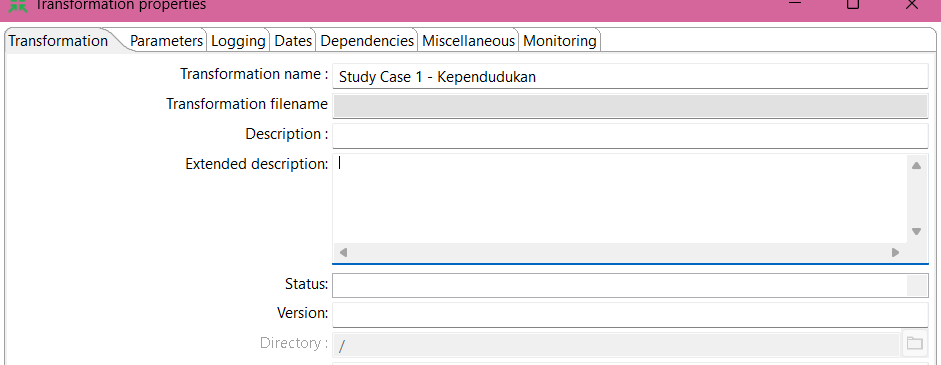 Transformation properties
Transformation Parameters Logging Dates Dependencies Miscellaneous Monitoring
Transformation name : Study Case 1 - Kependudukan
Transformation filename
Description :
Extended description:
Status:
Version:
Directory : /